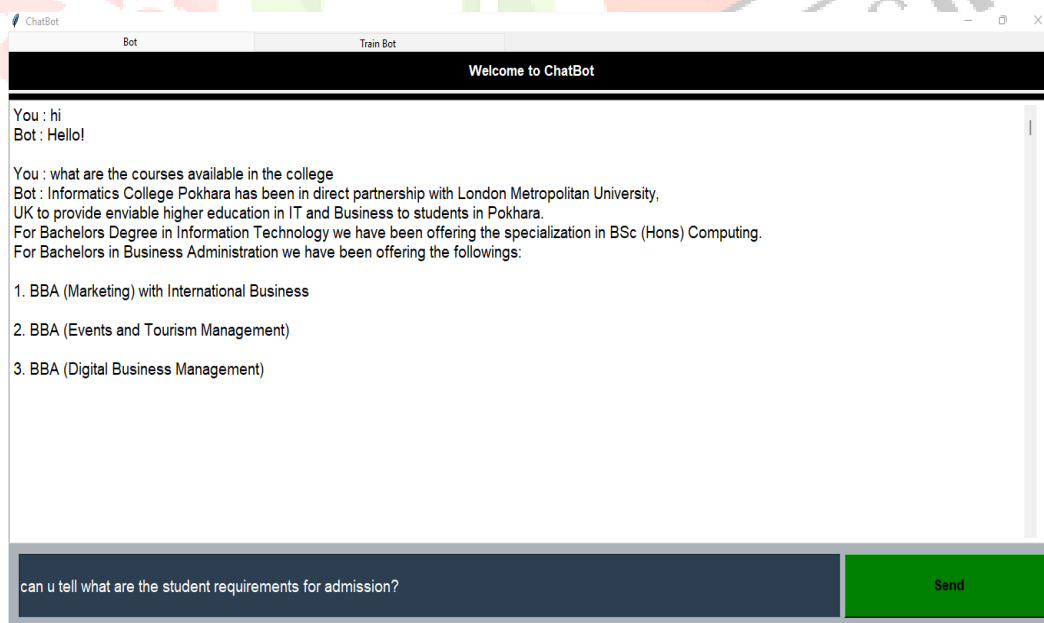 ChatBot
Bot
Train Bot
Welcome to ChatBot
You : hi
Bot : Hello!
You : what are the courses available in the college
Bot : Informatics College Pokhara has been in direct partnership with London Metropolitan University,
UK to provide enviable higher education in IT and Business to students in Pokhara.
For Bachelors Degree in Information Technology we have been offering the specialization in BSc (Hons) Computing.
For Bachelors in Business Administration we have been offering the followings:
1. BBA (Marketing) with International Business
2. BBA (Events and Tourism Management)
3. BBA (Digital Business Management)
can u tell what are the student requirements for admission?
Send